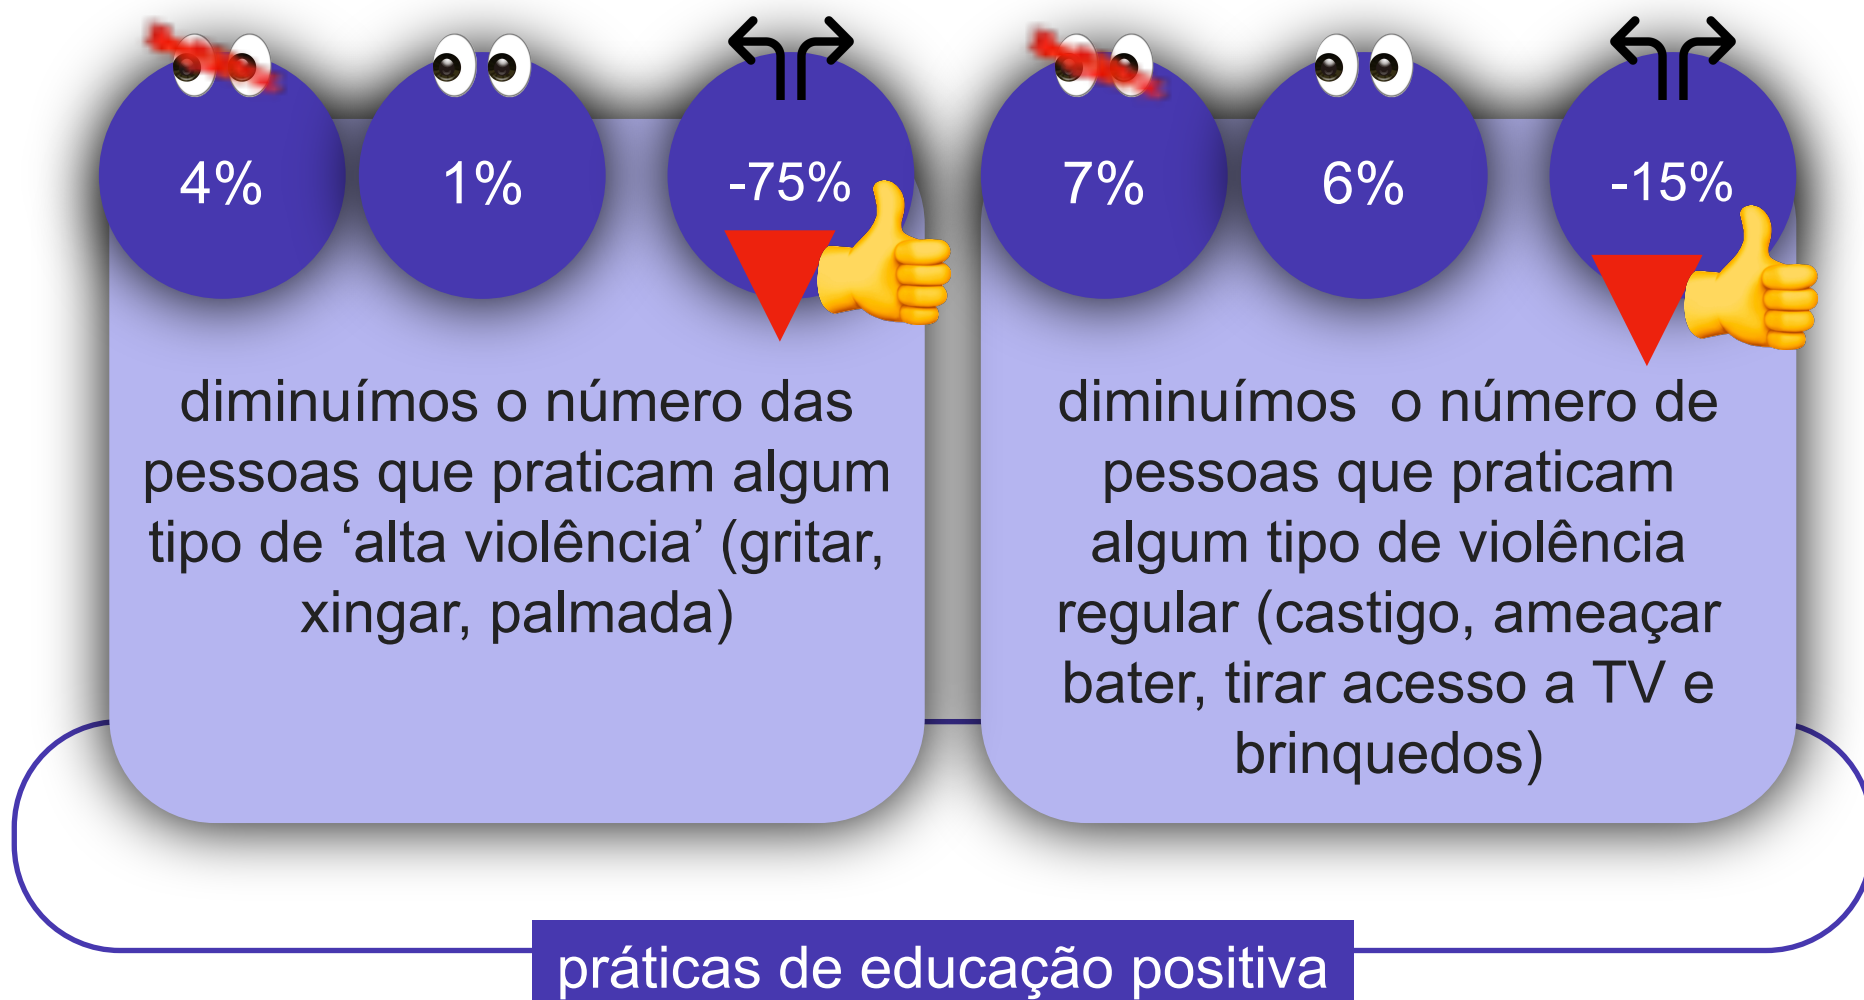 4%
1%
-75%
diminuímos o número das
pessoas que praticam algum
tipo de ‘alta violência’ (gritar,
xingar, palmada)
7%
6%
-15%
diminuímos  o número de
pessoas que praticam
algum tipo de violência
regular (castigo, ameaçar
bater, tirar acesso a TV e
brinquedos)
práticas de educação positiva